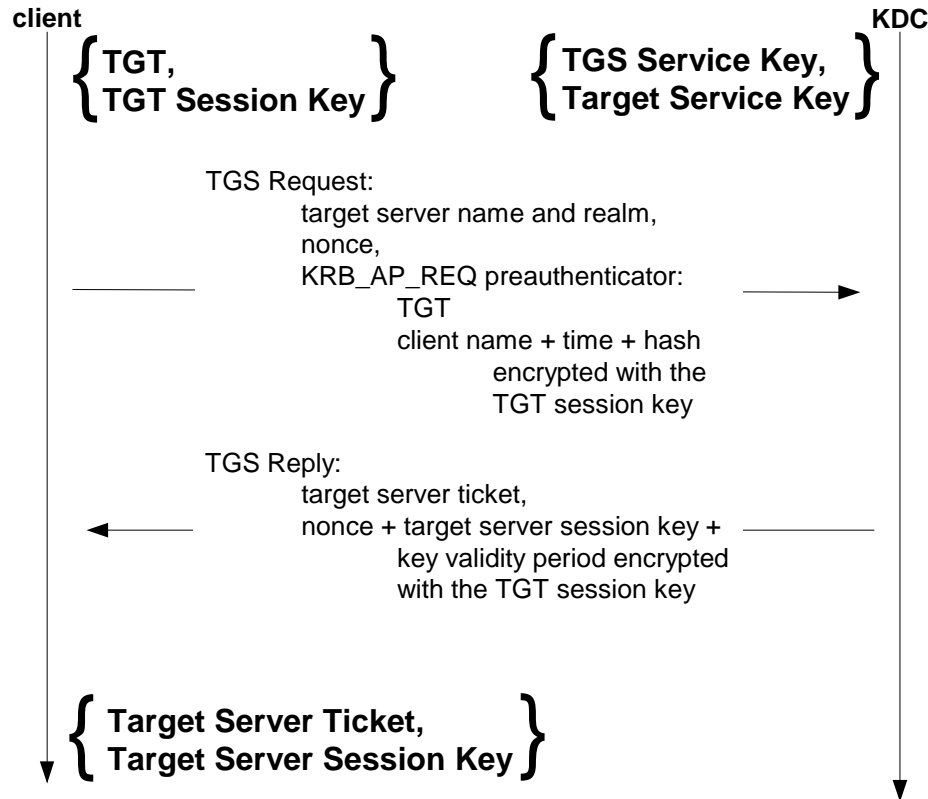 client
KDC
TGT,
TGT Session Key
TGS Service Key,
Target Service Key
TGS Request:
target server name and realm,
nonce,
KRB_AP_REQ preauthenticator:
TGT
client name + time + hash
encrypted with the
TGT session key
TGS Reply:
target server ticket,
nonce + target server session key +
key validity period encrypted
with the TGT session key
Target Server Ticket,
Target Server Session Key